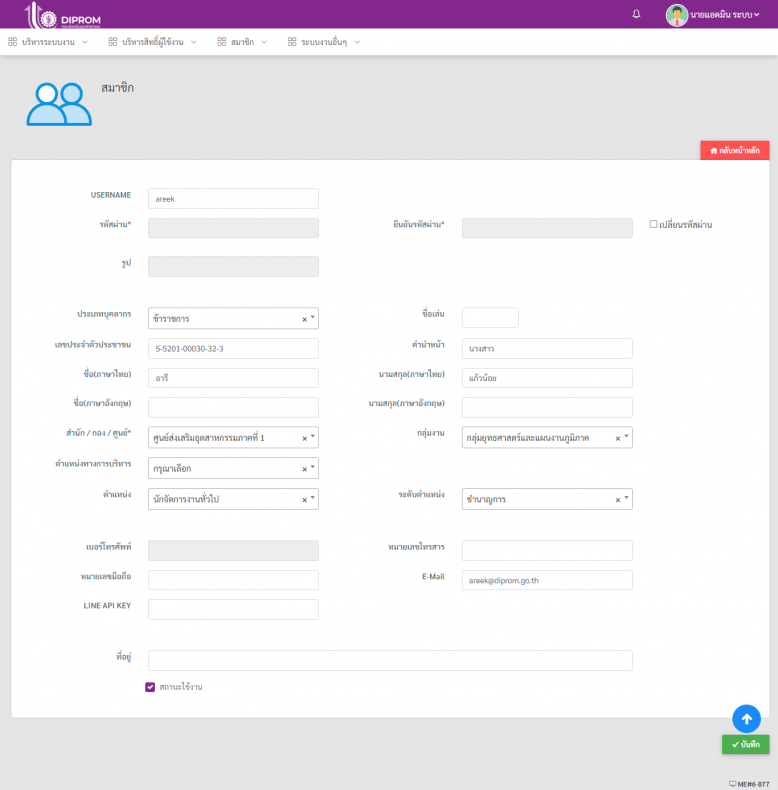 DIPROM
นายแอดมิน ระบบ
บริหารระบบงาน บริหารสิทธิ์ผู้ใช้งาน สมาชิก ระบบงานอื่นๆ
สมาชิก
กลับหน้าหลัก
USERNAME areek
รหัสผ่าน* ยืนยันรหัสผ่าน* เปลี่ยนรหัสผ่าน
รูป
ประเภทบุคลากร ข้าราชการ × ชื่อเล่น
เลขประจำตัวประชาชน 5-5201-00030-32-3 คำนำหน้า นางสาว
ชื่อ(ภาษาไทย) อารี นามสกุล(ภาษาไทย) แก้วน้อย
ชื่อ(ภาษาอังกฤษ) นามสกุล(ภาษาอังกฤษ)
สำนัก / กอง / ศูนย์* ศูนย์ส่งเสริมอุตสาหกรรมภาคที่ 1 × กลุ่มงาน กลุ่มยุทธศาสตร์และแผนงานภูมิภาค ×
ตำแหน่งทางการบริหาร กรุณาเลือก ×
ตำแหน่ง นักจัดการงานทั่วไป × ระดับตำแหน่ง ชำนาญการ ×
เบอร์โทรศัพท์ หมายเลขโทรสาร
หมายเลขมือถือ E-Mail areek@diprom.go.th
LINE API KEY
ที่อยู่
สถานะใช้งาน
บันทึก
ME#6-877